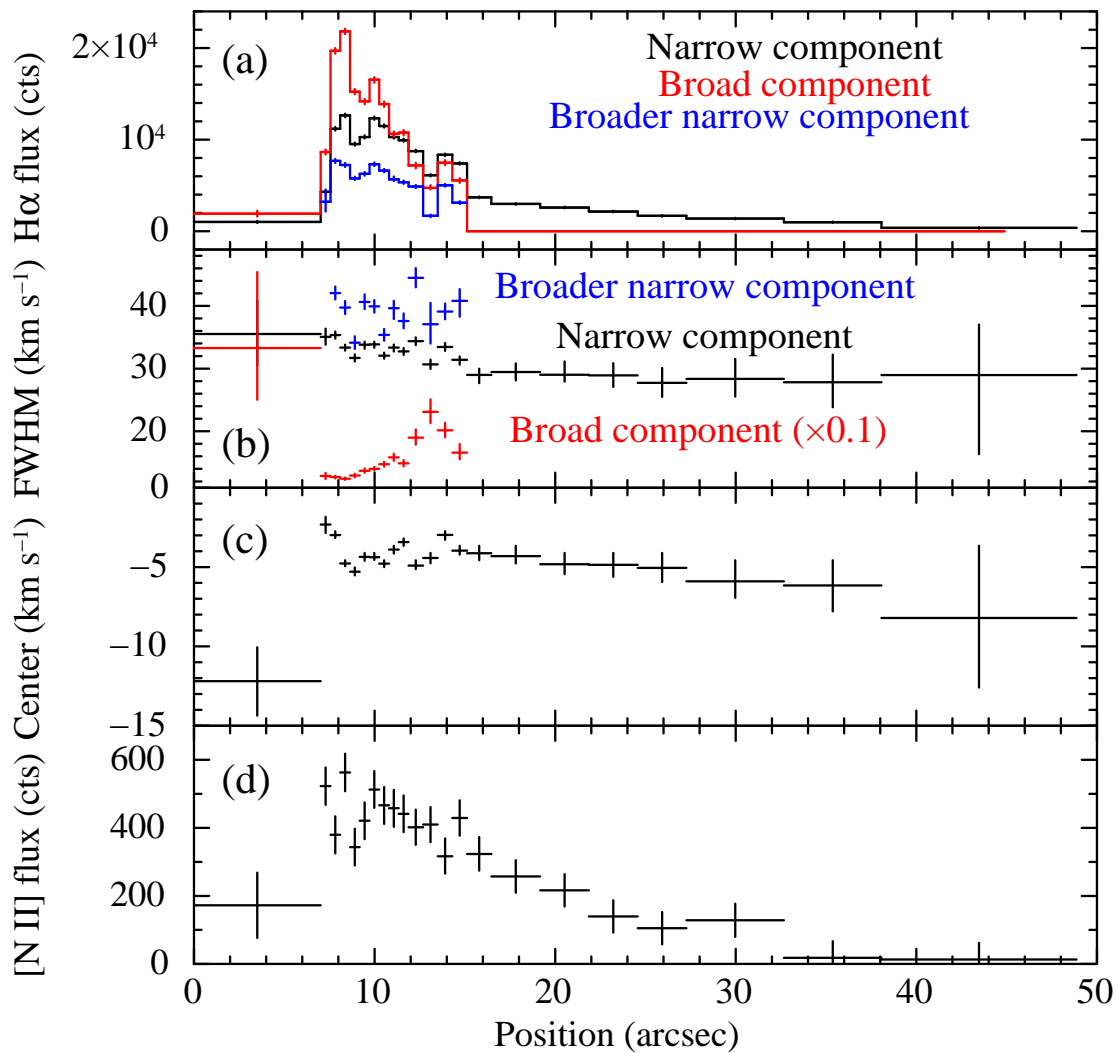 Hα flux (cts)
2×10⁴
10⁴
0
(a)
Narrow component
Broad component
Broader narrow component
FWHM (km s⁻¹)
40
30
20
0
(b)
Broader narrow component
Narrow component
Broad component (×0.1)
Center (km s⁻¹)
−5
−10
−15
(c)
[N II] flux (cts)
600
400
200
0
(d)
0 10 20 30 40 50
Position (arcsec)